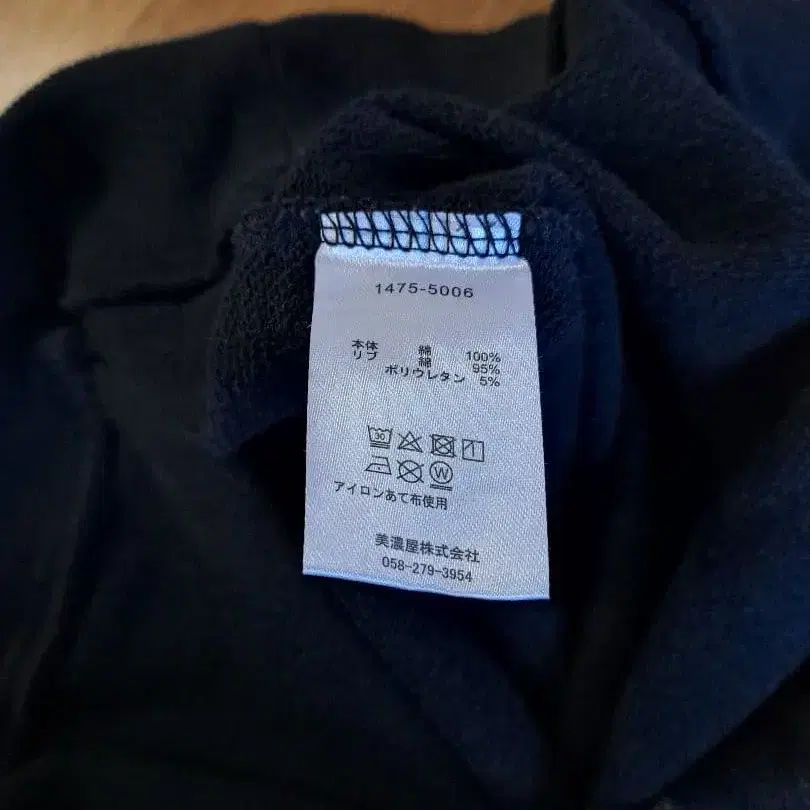 1475-5006
本体 綿 100%
リブ 綿 95%
ポリウレタン 5%
30
W
アイロンあて布使用
美濃屋株式会社
058-279-3954